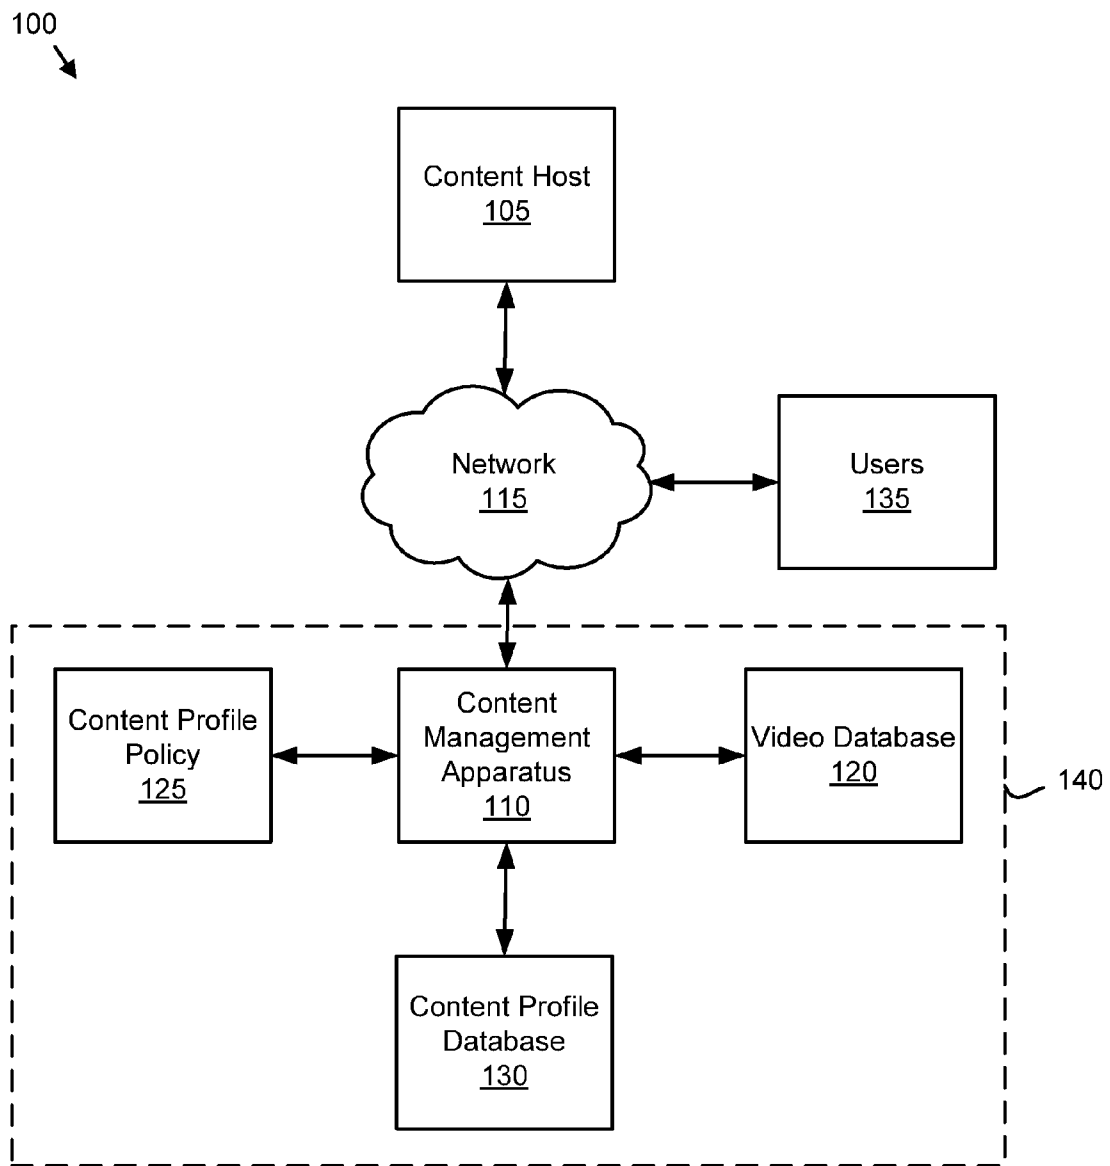 100
Content Host
105
Network
115
Users
135
Content Profile
Policy
125
Content
Management
Apparatus
110
Video Database
120
140
Content Profile
Database
130